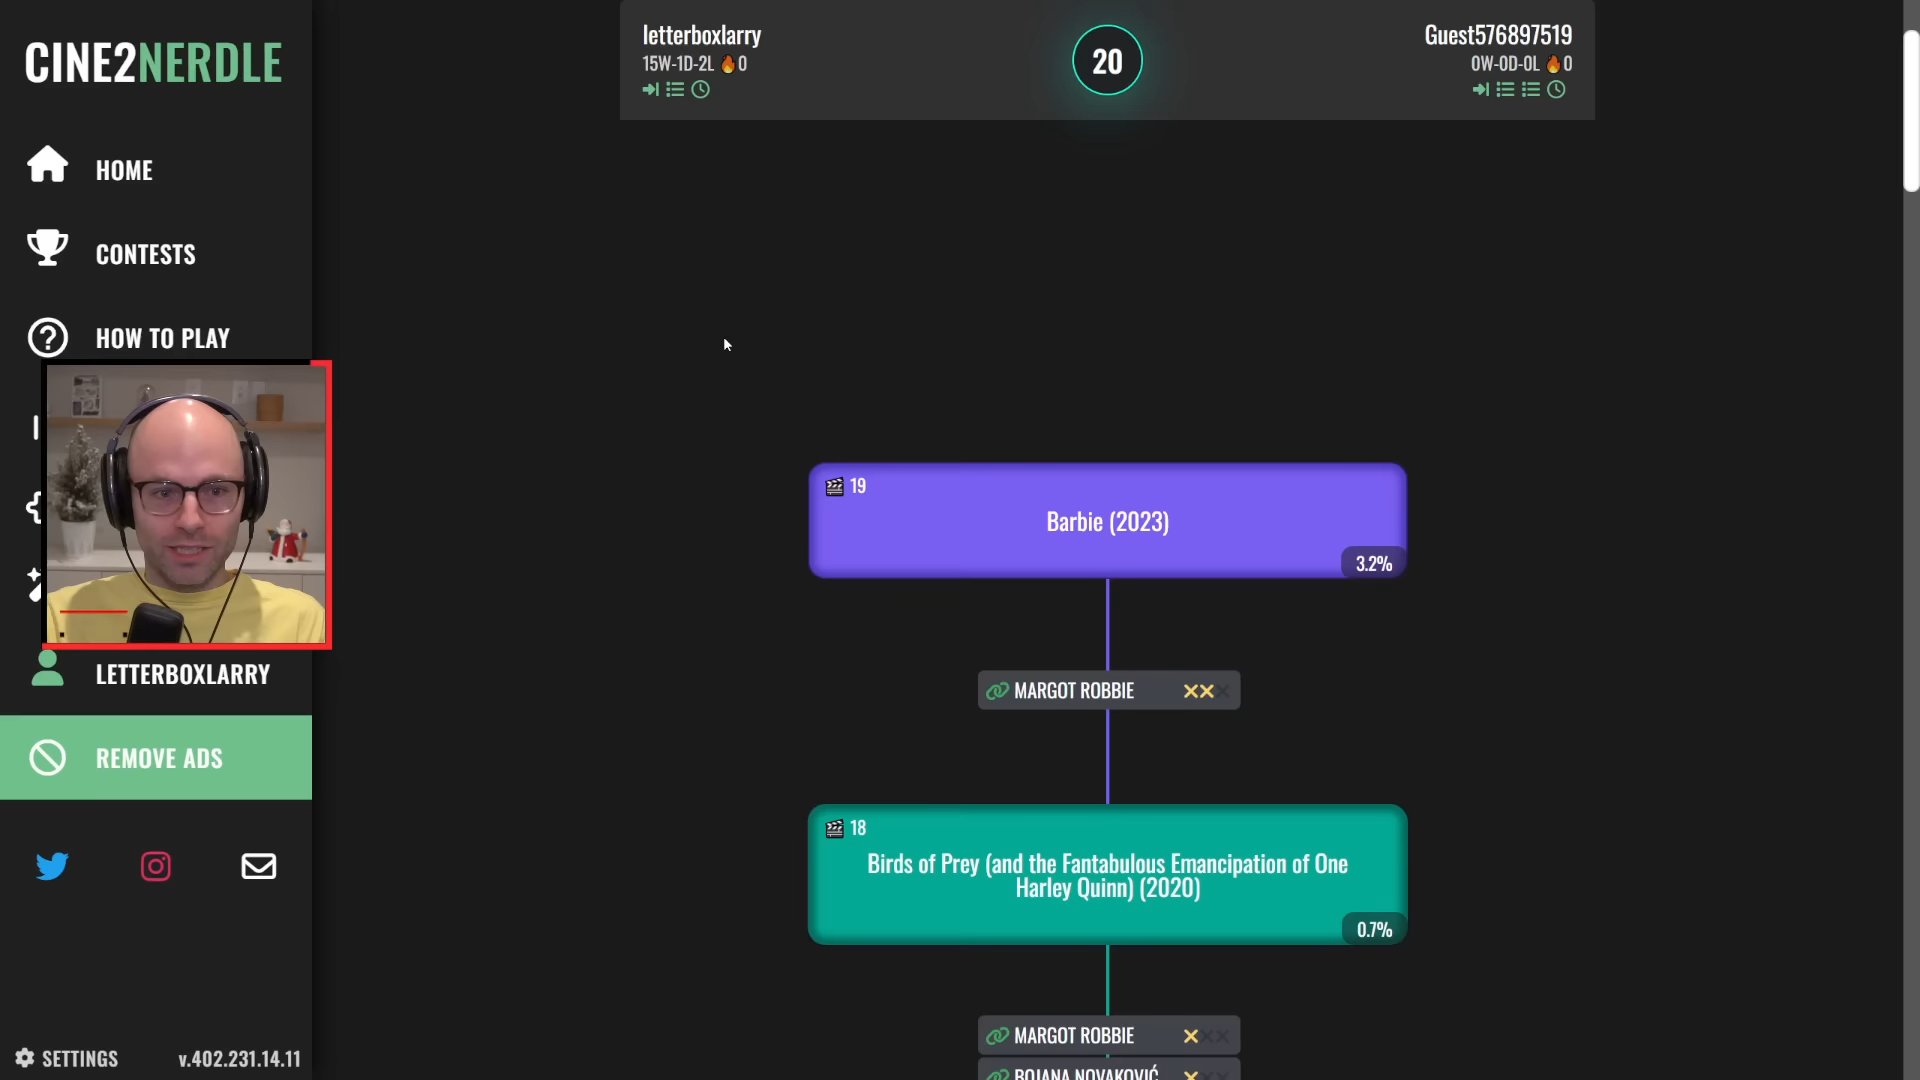 CINE2NERDLE
HOME
CONTESTS
HOW TO PLAY
LETTERBOXLARRY
REMOVE ADS
SETTINGS
v.402.231.14.11
letterboxlarry
15W-1D-2L 🔥0
20
Guest576897519
0W-0D-0L 🔥0
19
Barbie (2023)
3.2%
MARGOT ROBBIE
18
Birds of Prey (and the Fantabulous Emancipation of One
Harley Quinn) (2020)
0.7%
MARGOT ROBBIE
BOJANA NOVAKOVIĆ